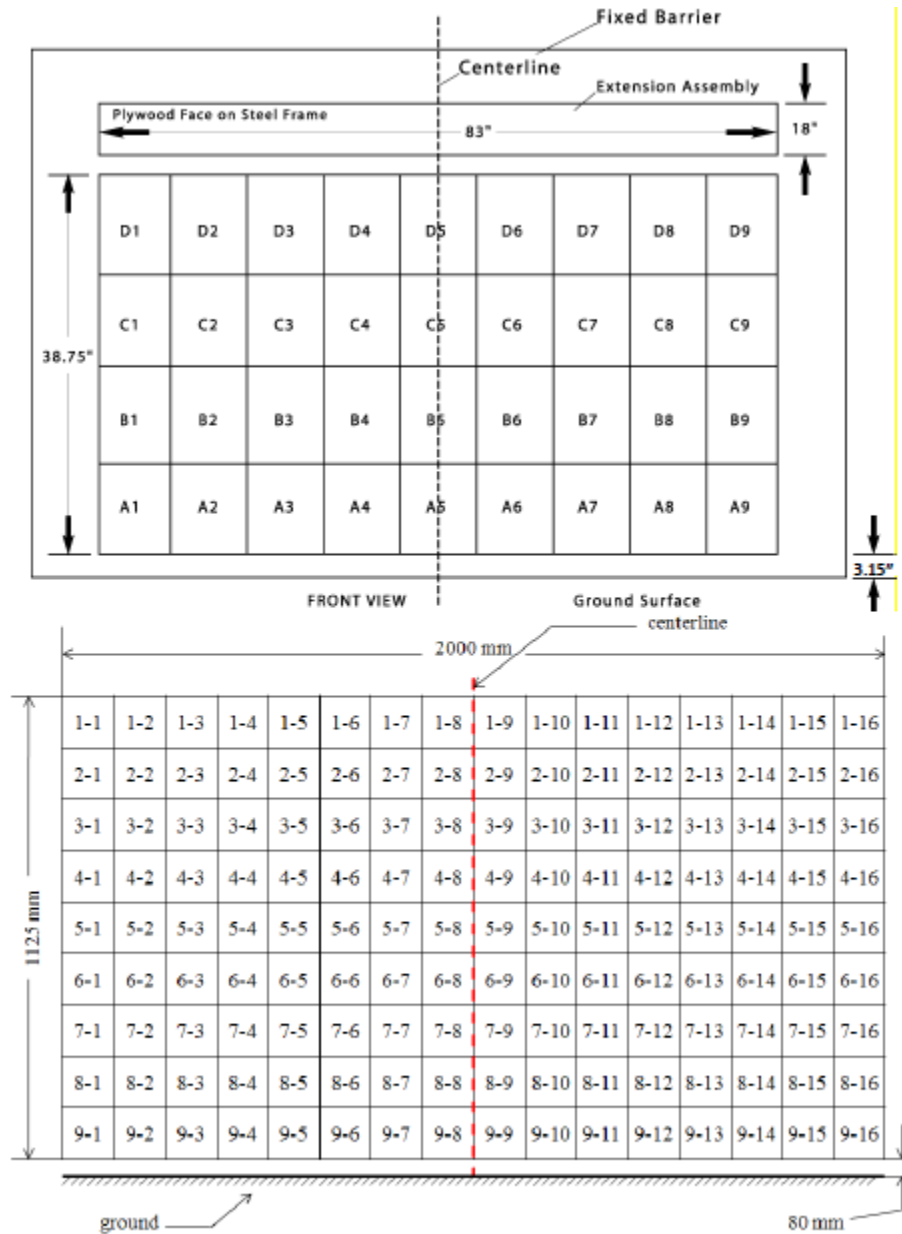 Fixed Barrier
Centerline
Extension Assembly
Plywood Face on Steel Frame
83"
18"
D1 D2 D3 D4 D5 D6 D7 D8 D9
C1 C2 C3 C4 C5 C6 C7 C8 C9
38.75"
B1 B2 B3 B4 B5 B6 B7 B8 B9
A1 A2 A3 A4 A5 A6 A7 A8 A9
3.15"
FRONT VIEW Ground Surface
centerline
2000 mm
1-1 1-2 1-3 1-4 1-5 1-6 1-7 1-8 1-9 1-10 1-11 1-12 1-13 1-14 1-15 1-16
2-1 2-2 2-3 2-4 2-5 2-6 2-7 2-8 2-9 2-10 2-11 2-12 2-13 2-14 2-15 2-16
3-1 3-2 3-3 3-4 3-5 3-6 3-7 3-8 3-9 3-10 3-11 3-12 3-13 3-14 3-15 3-16
4-1 4-2 4-3 4-4 4-5 4-6 4-7 4-8 4-9 4-10 4-11 4-12 4-13 4-14 4-15 4-16
1125 mm
5-1 5-2 5-3 5-4 5-5 5-6 5-7 5-8 5-9 5-10 5-11 5-12 5-13 5-14 5-15 5-16
6-1 6-2 6-3 6-4 6-5 6-6 6-7 6-8 6-9 6-10 6-11 6-12 6-13 6-14 6-15 6-16
7-1 7-2 7-3 7-4 7-5 7-6 7-7 7-8 7-9 7-10 7-11 7-12 7-13 7-14 7-15 7-16
8-1 8-2 8-3 8-4 8-5 8-6 8-7 8-8 8-9 8-10 8-11 8-12 8-13 8-14 8-15 8-16
9-1 9-2 9-3 9-4 9-5 9-6 9-7 9-8 9-9 9-10 9-11 9-12 9-13 9-14 9-15 9-16
ground
80 mm